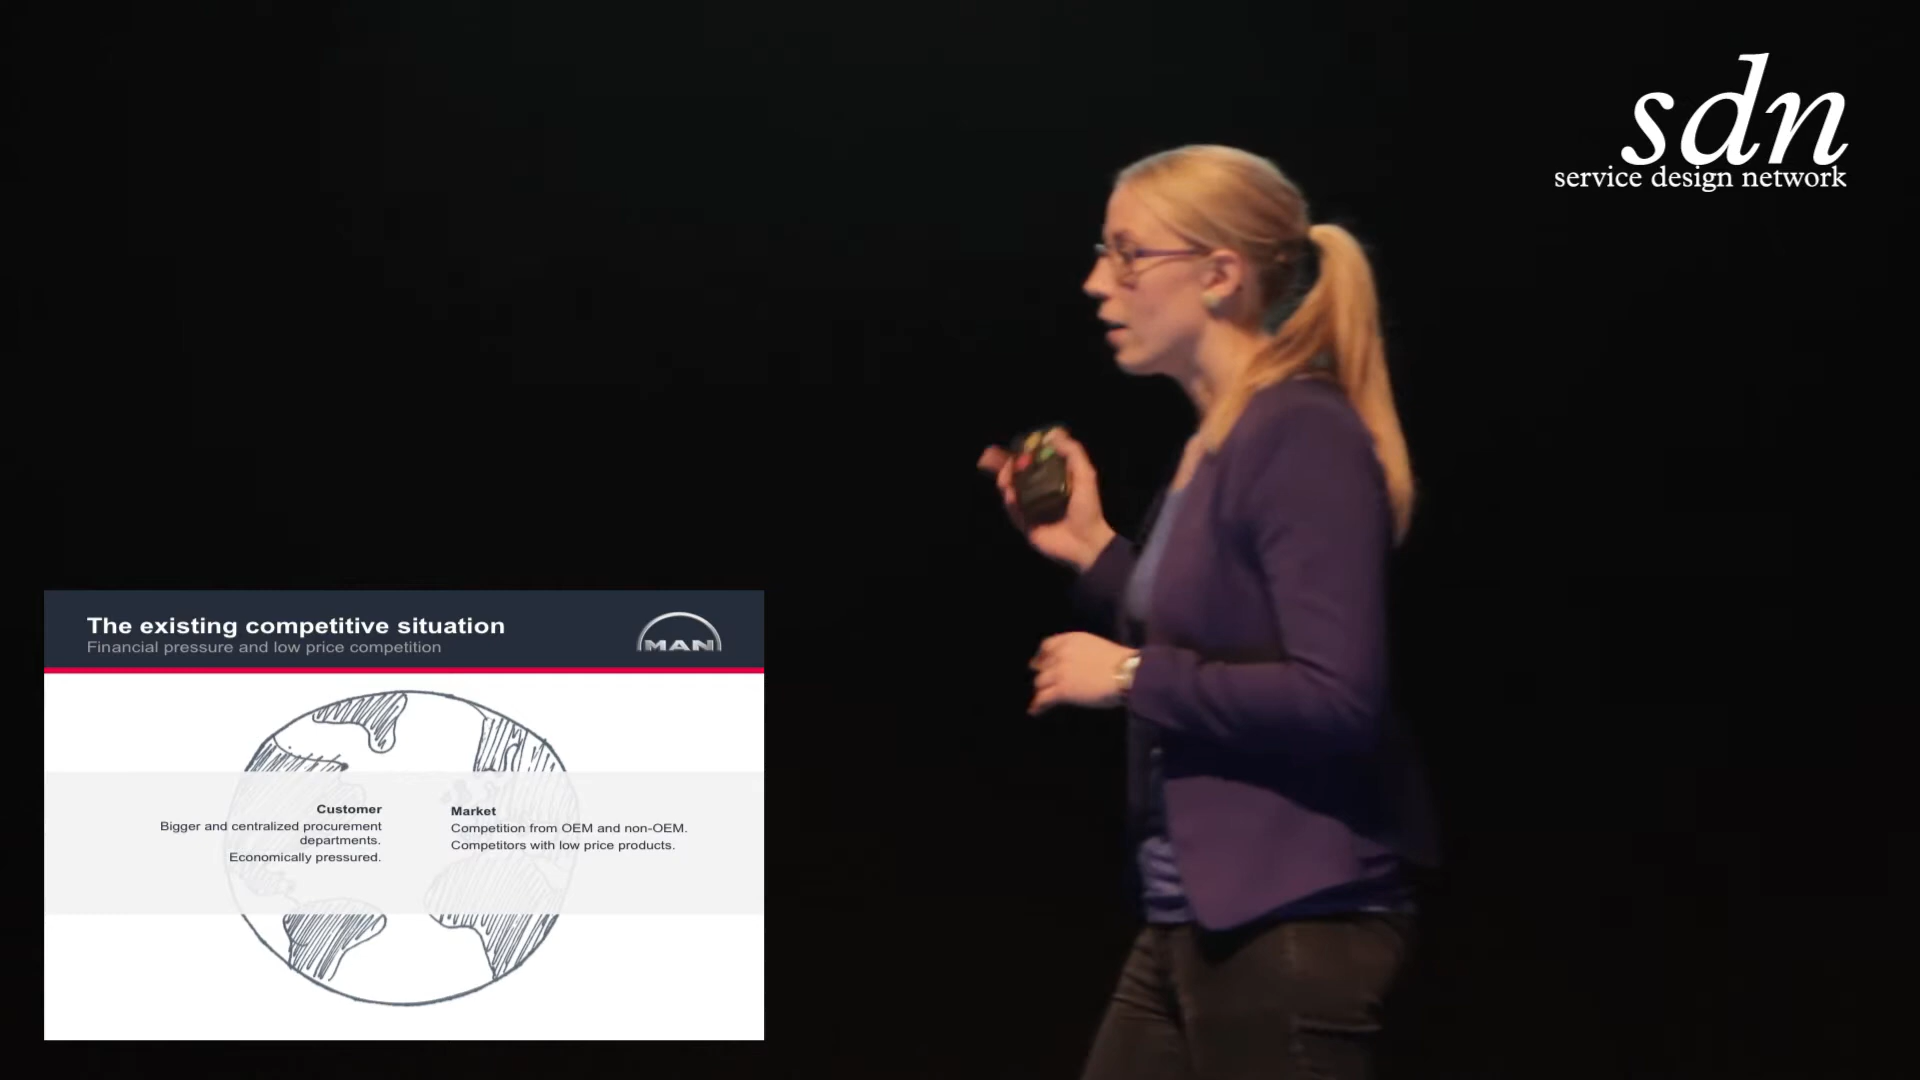 sdn
service design network
The existing competitive situation
Financial pressure and low price competition
MAN
Customer
Bigger and centralized procurement
departments.
Economically pressured.
Market
Competition from OEM and non-OEM.
Competitors with low price products.